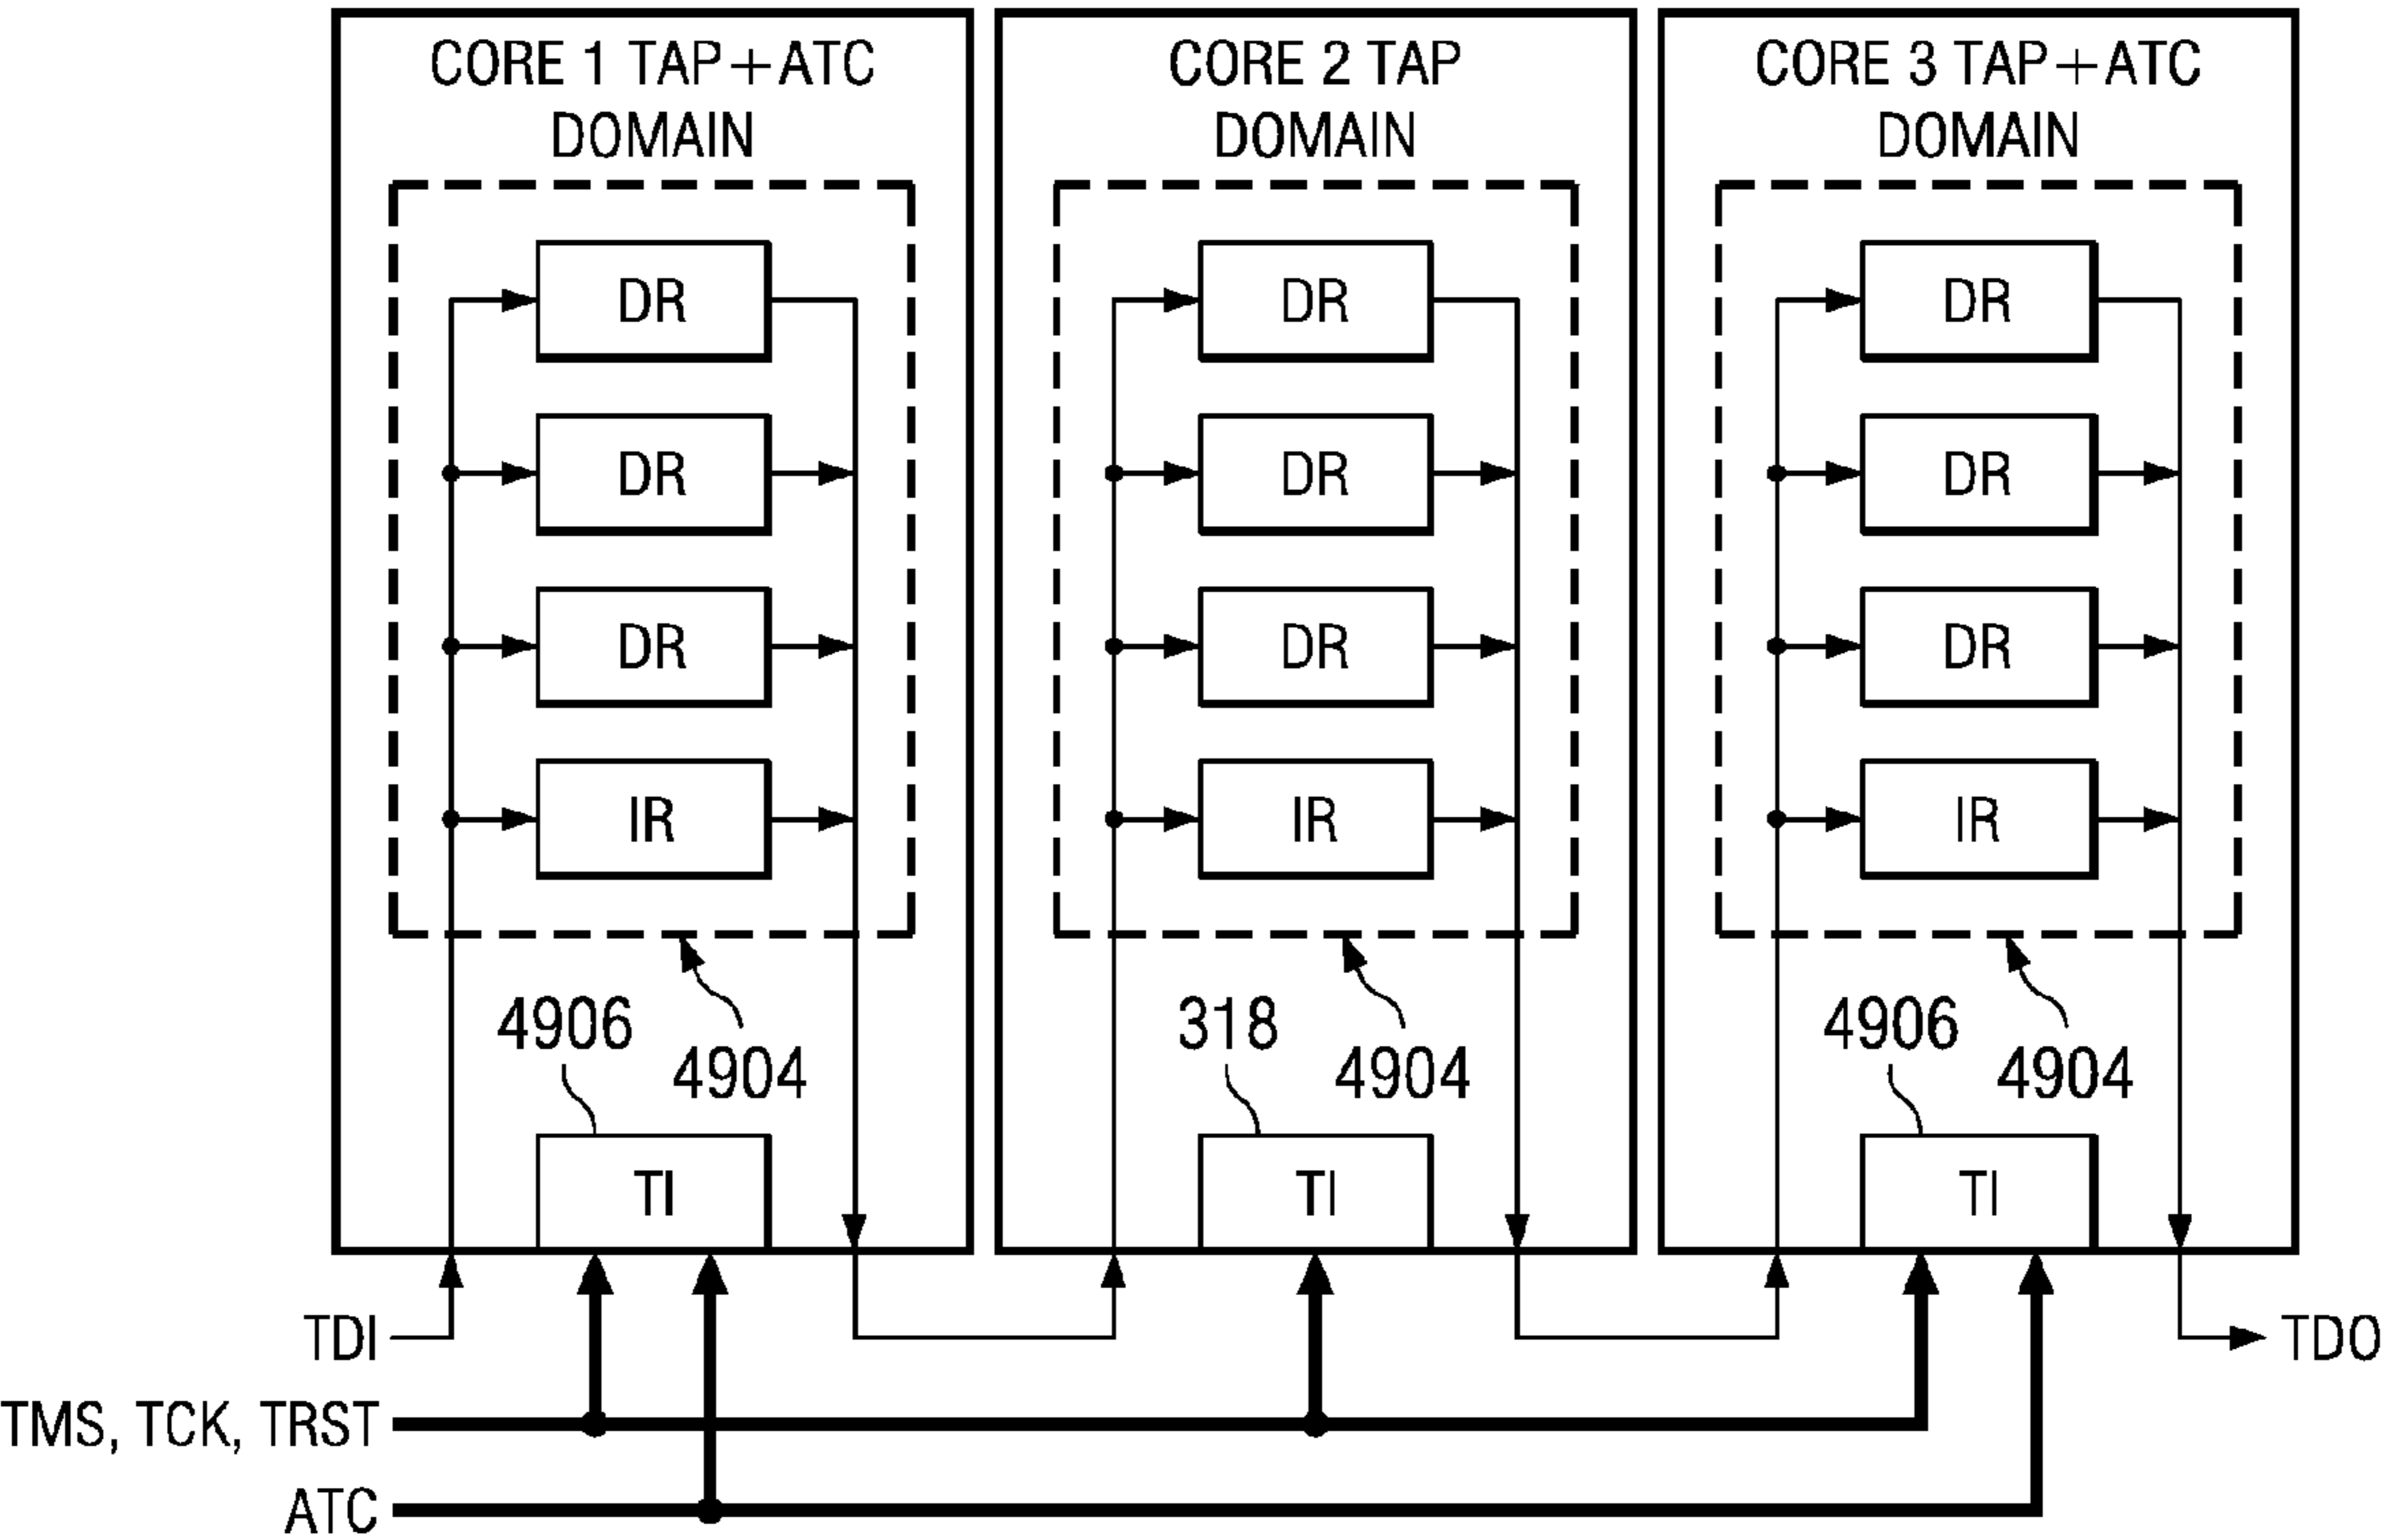 CORE 1 TAP+ATC
DOMAIN
CORE 2 TAP
DOMAIN
CORE 3 TAP+ATC
DOMAIN
DR
DR
DR
DR
DR
DR
DR
DR
DR
IR
IR
IR
4906
4904
318
4904
4906
4904
TI
TI
TI
TDI
TDO
TMS, TCK, TRST
ATC